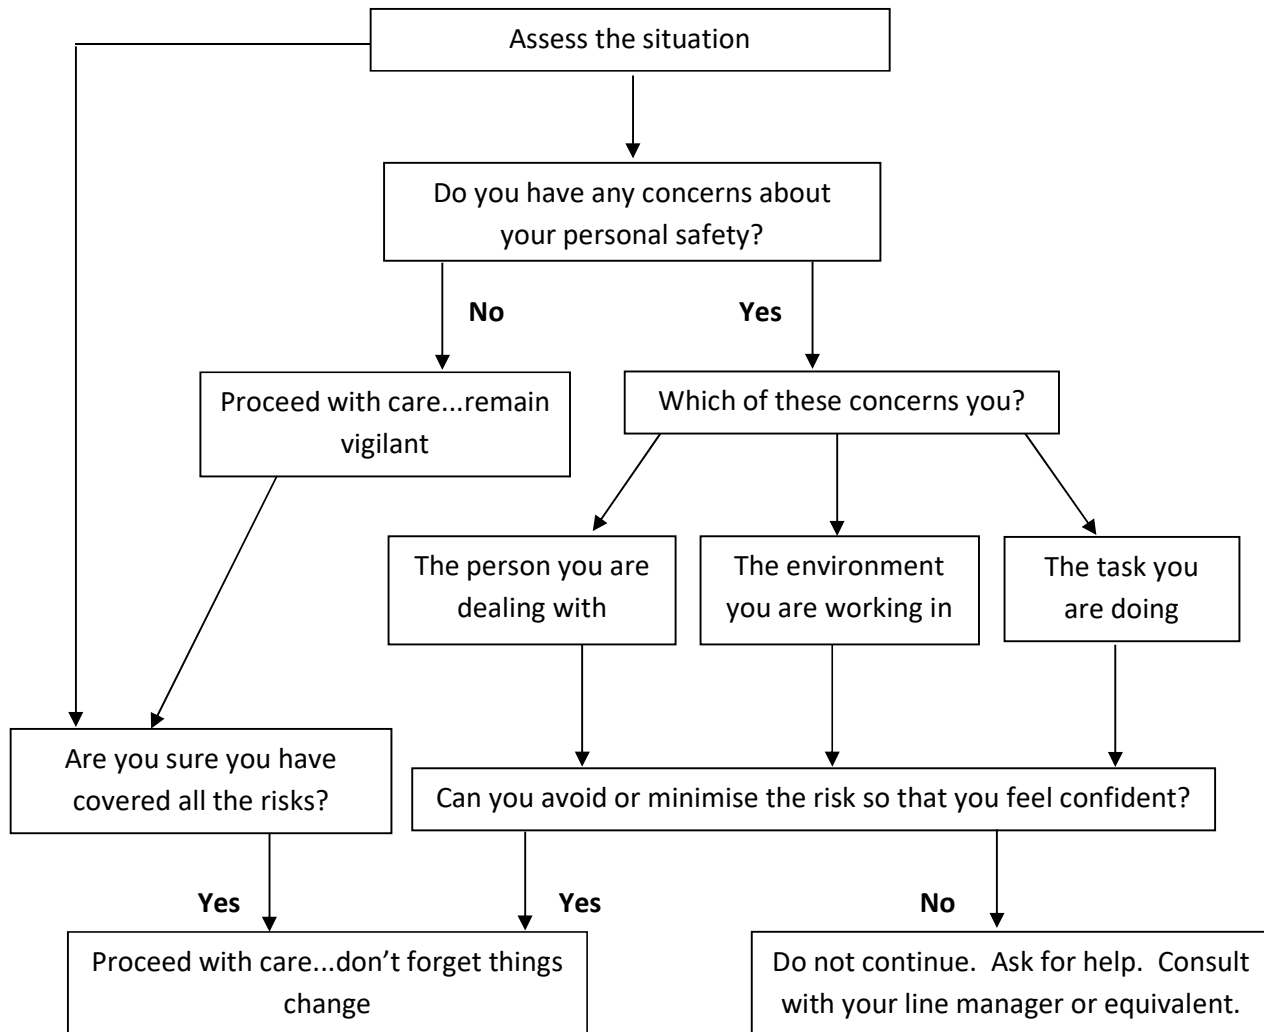 Assess the situation
Do you have any concerns about
your personal safety?
No
Yes
Proceed with care...remain
vigilant
Which of these concerns you?
The person you are
dealing with
The environment
you are working in
The task you
are doing
Are you sure you have
covered all the risks?
Can you avoid or minimise the risk so that you feel confident?
Yes
Yes
No
Proceed with care...don’t forget things
change
Do not continue.  Ask for help.  Consult
with your line manager or equivalent.